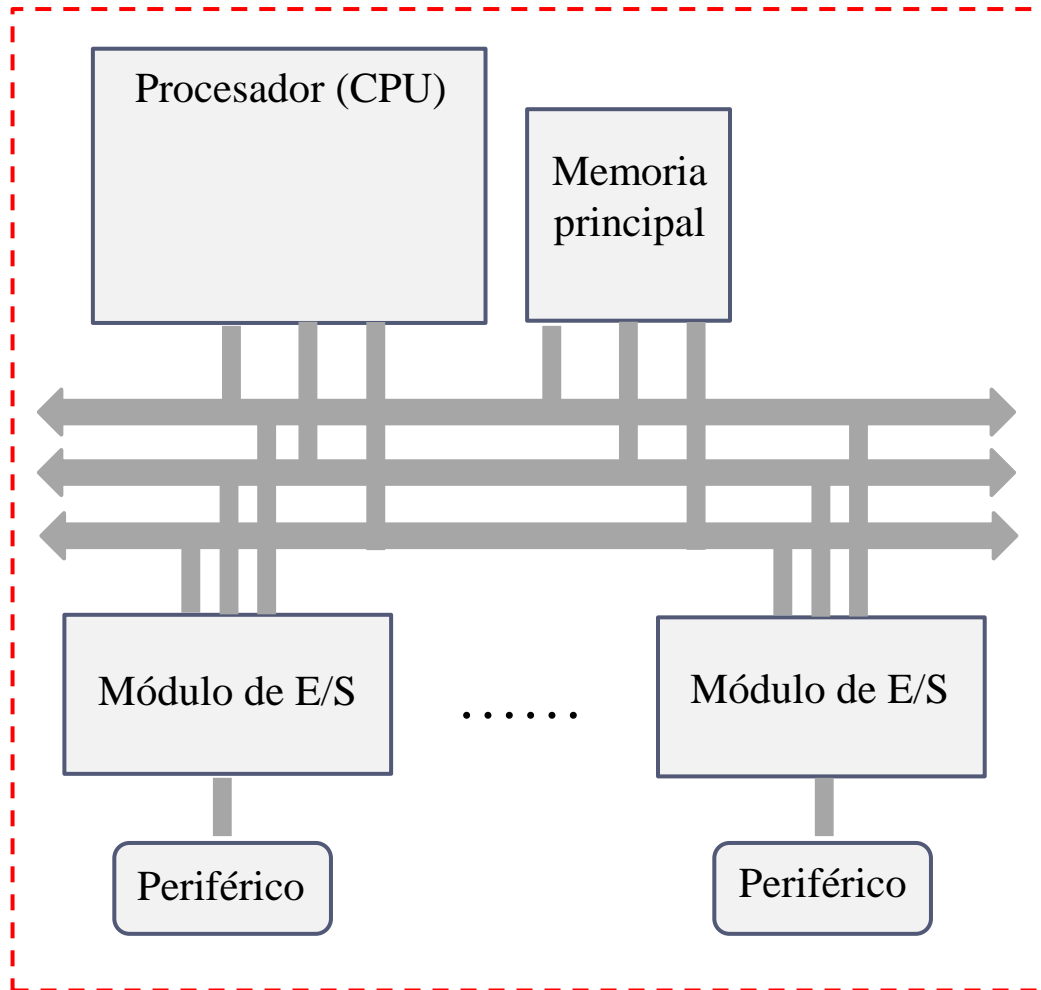 Procesador (CPU)
Memoria
principal
Módulo de E/S
......
Módulo de E/S
Periférico
Periférico